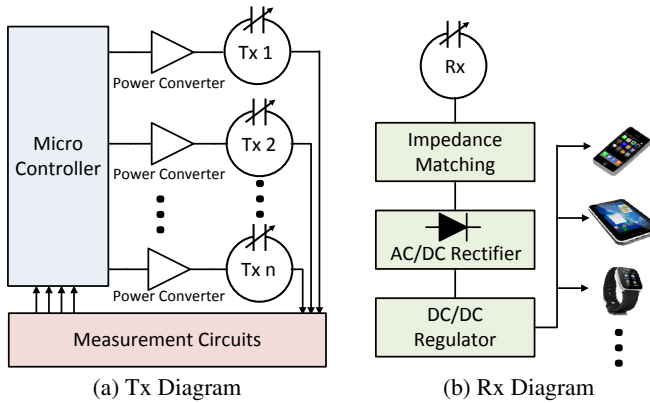 Tx 1
Power Converter
Micro
Controller
Tx 2
Power Converter
Tx n
Power Converter
Measurement Circuits
(a) Tx Diagram
Rx
Impedance
Matching
AC/DC Rectifier
DC/DC
Regulator
(b) Rx Diagram